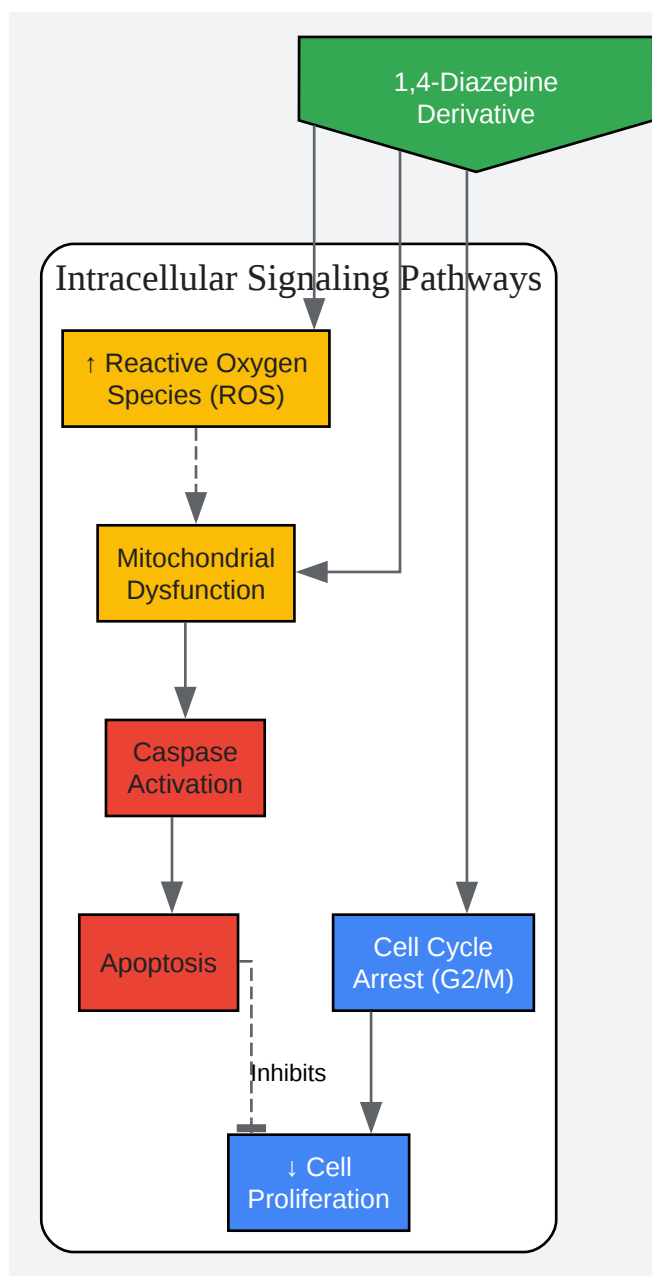 1,4-Diazepine
Derivative
Intracellular Signaling Pathways
↑ Reactive Oxygen
Species (ROS)
Mitochondrial
Dysfunction
Caspase
Activation
Apoptosis
Cell Cycle
Arrest (G2/M)
Inhibits
↓ Cell
Proliferation